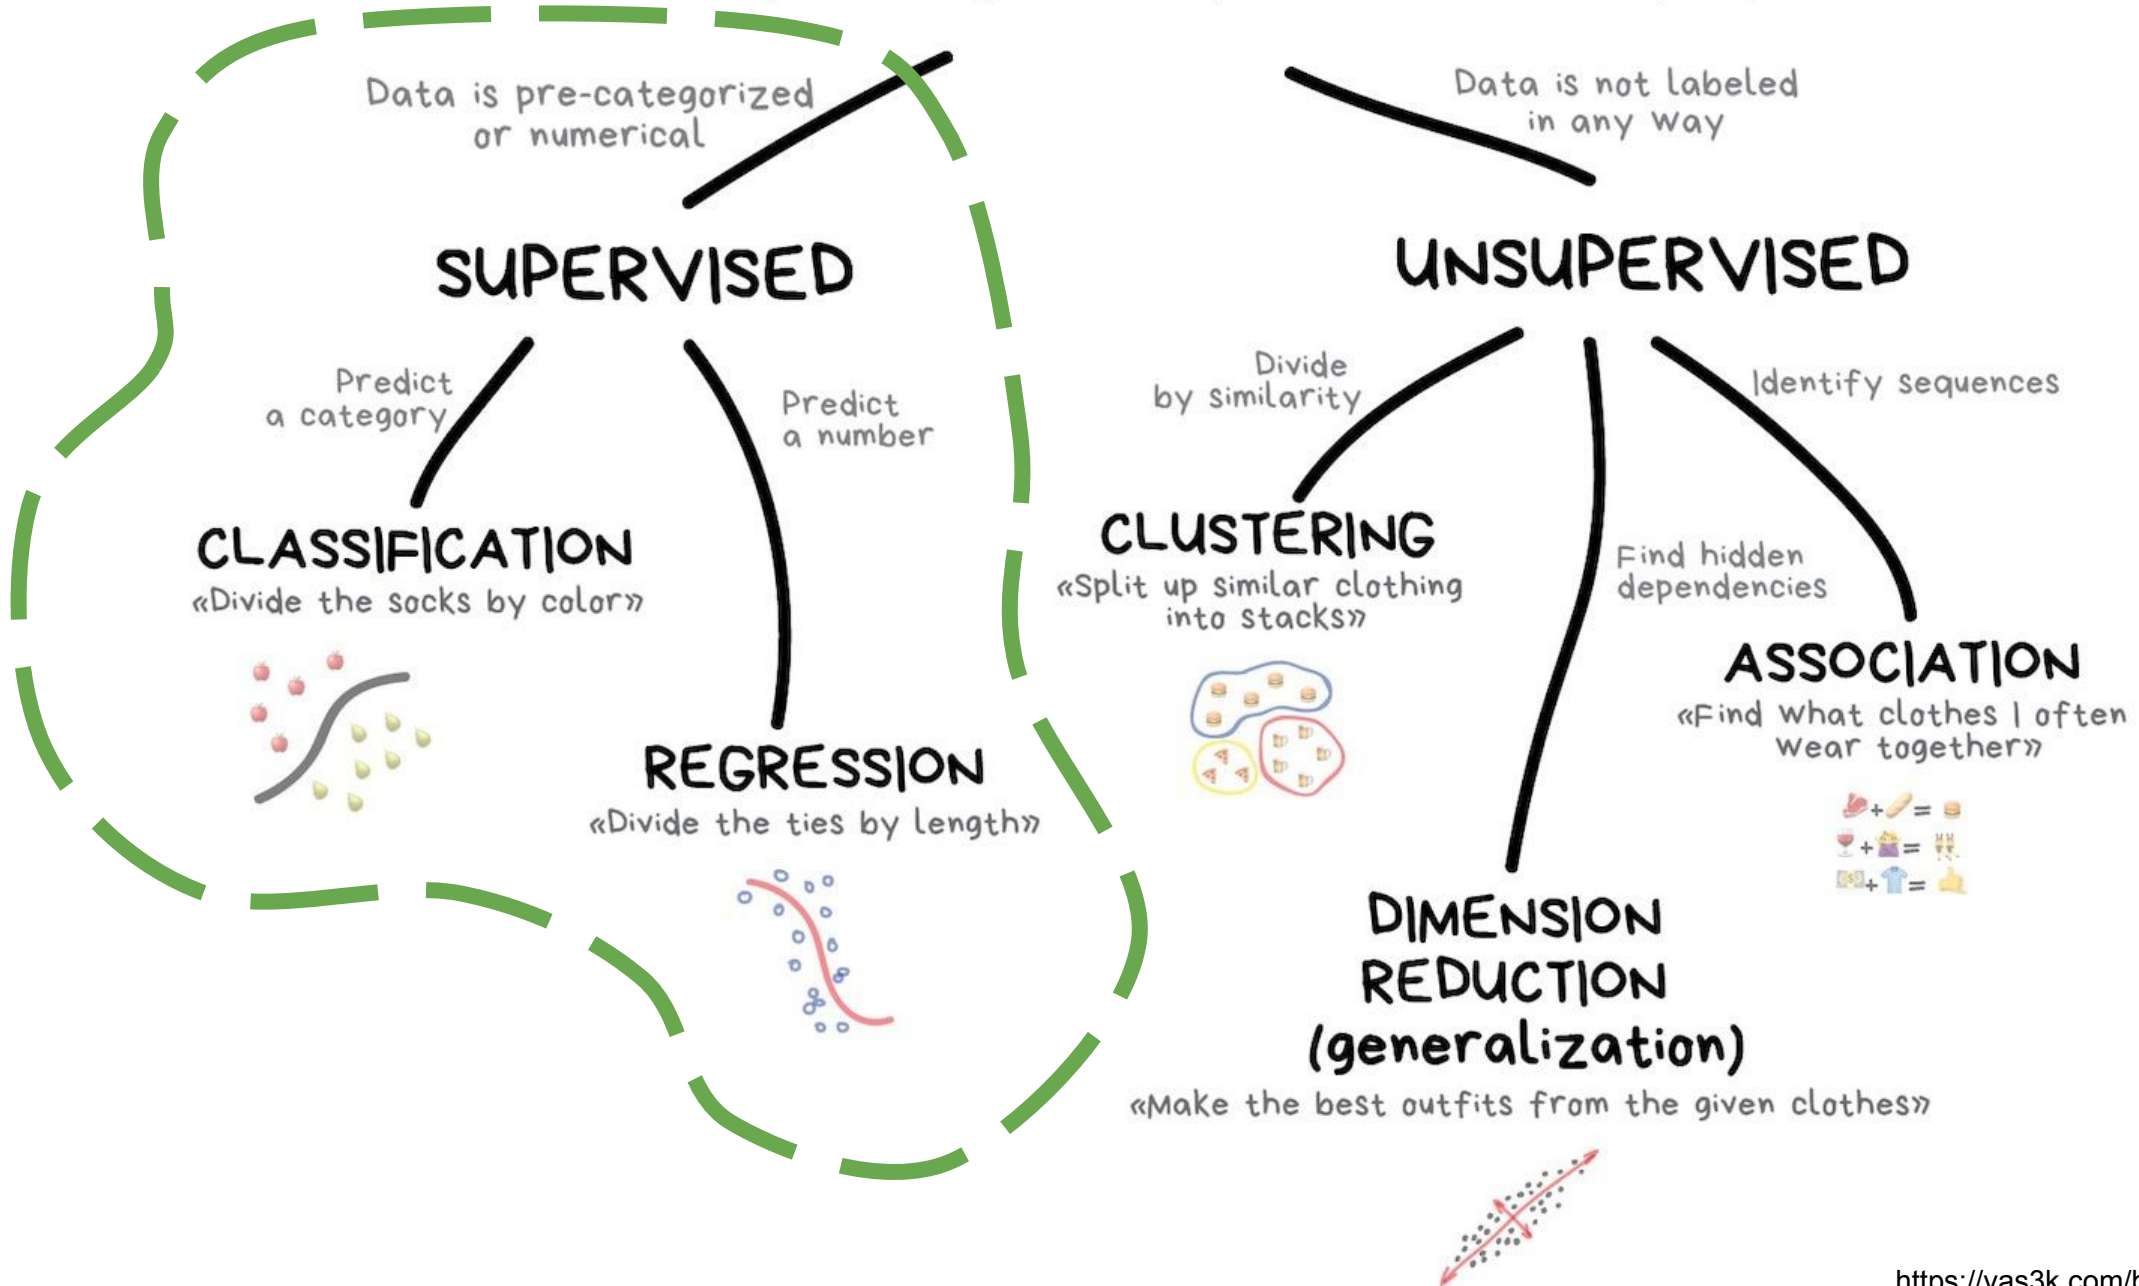 Data is pre-categorized
or numerical
Data is not labeled
in any way
SUPERVISED
UNSUPERVISED
Predict
a category
Predict
a number
Divide
by similarity
Identify sequences
CLASSIFICATION
«Divide the socks by color»
CLUSTERING
«Split up similar clothing
into stacks»
Find hidden
dependencies
ASSOCIATION
«Find what clothes I often
wear together»
REGRESSION
«Divide the ties by length»
DIMENSION
REDUCTION
(generalization)
«Make the best outfits from the given clothes»
https://vas3k.com/